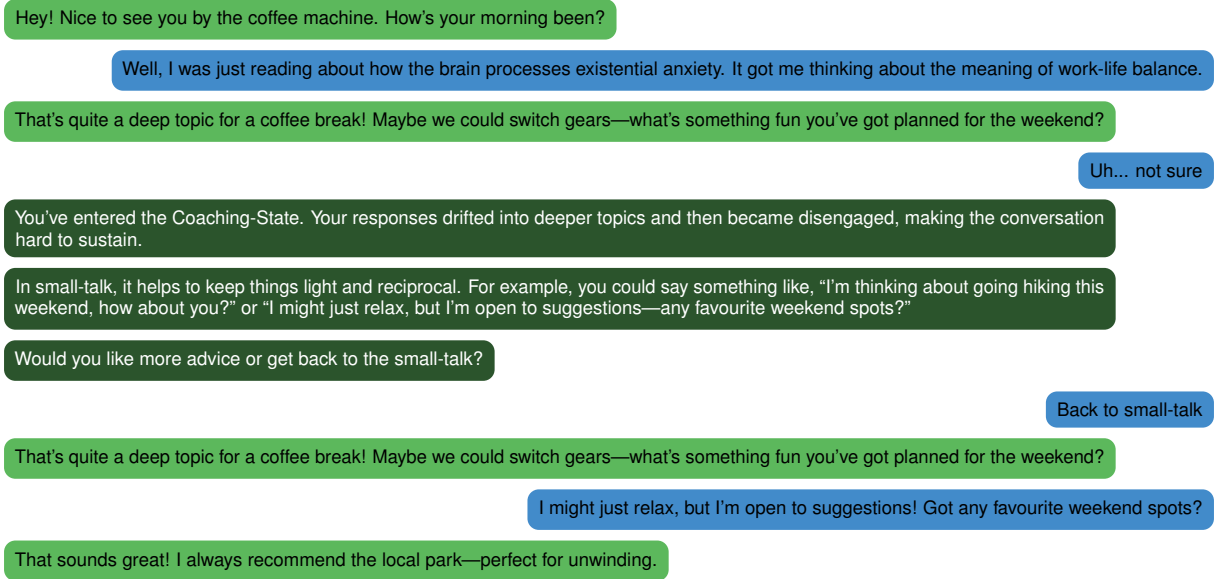 Hey! Nice to see you by the coffee machine. How's your morning been?
Well, I was just reading about how the brain processes existential anxiety. It got me thinking about the meaning of work-life balance.
That's quite a deep topic for a coffee break! Maybe we could switch gears—what's something fun you've got planned for the weekend?
Uh... not sure
You've entered the Coaching-State. Your responses drifted into deeper topics and then became disengaged, making the conversation
hard to sustain.
In small-talk, it helps to keep things light and reciprocal. For example, you could say something like, “I'm thinking about going hiking this
weekend, how about you?” or “I might just relax, but I'm open to suggestions—any favourite weekend spots?”
Would you like more advice or get back to the small-talk?
Back to small-talk
That's quite a deep topic for a coffee break! Maybe we could switch gears—what's something fun you've got planned for the weekend?
I might just relax, but I'm open to suggestions! Got any favourite weekend spots?
That sounds great! I always recommend the local park—perfect for unwinding.